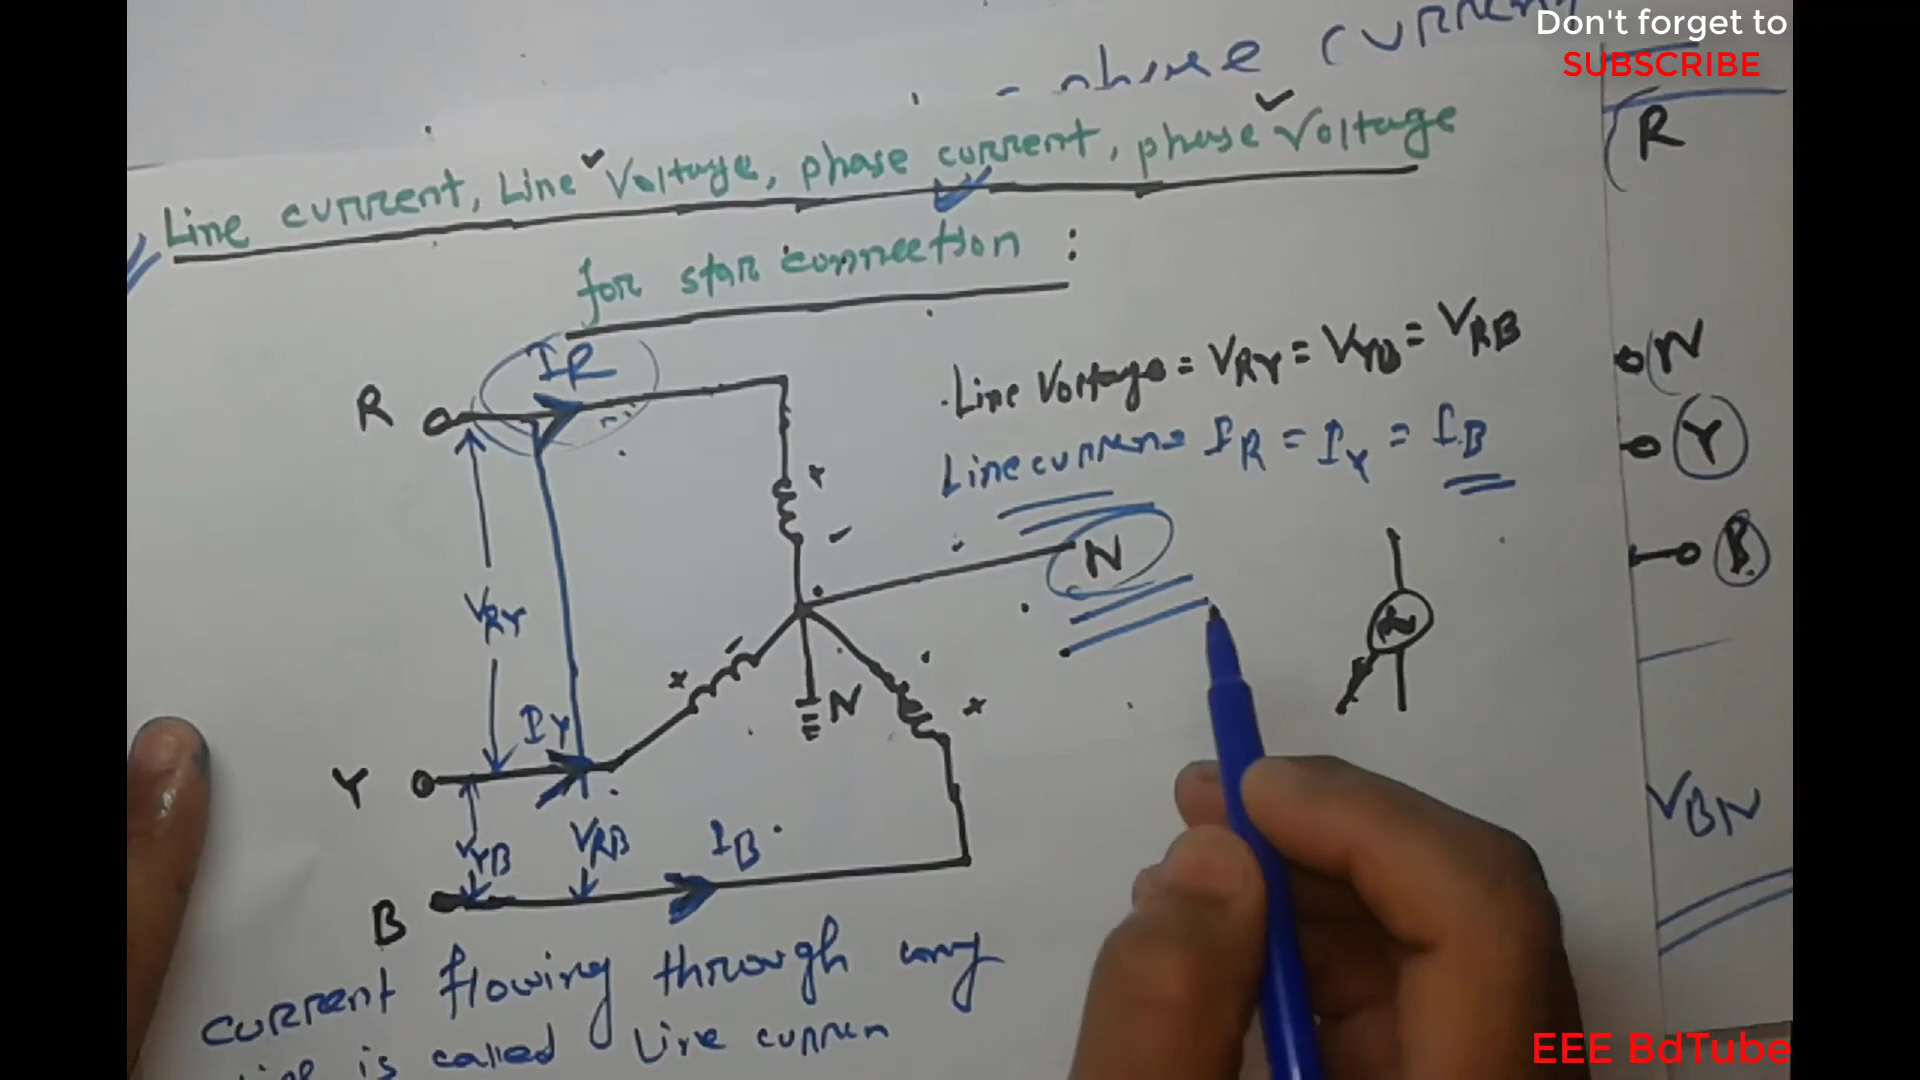 Don't forget to
SUBSCRIBE
phase current
Line current, Line Voltage, phase current, phase Voltage
for star connection :
R
IR
Line Voltage = VRY = VYB = VRB
Line current = IR = IY = IB
N
VRY
N
IY
Y
VYB
VRB
IB
B
current flowing through any
line is called Line curren
R
N
Y
B
VBN
EEE BdTube